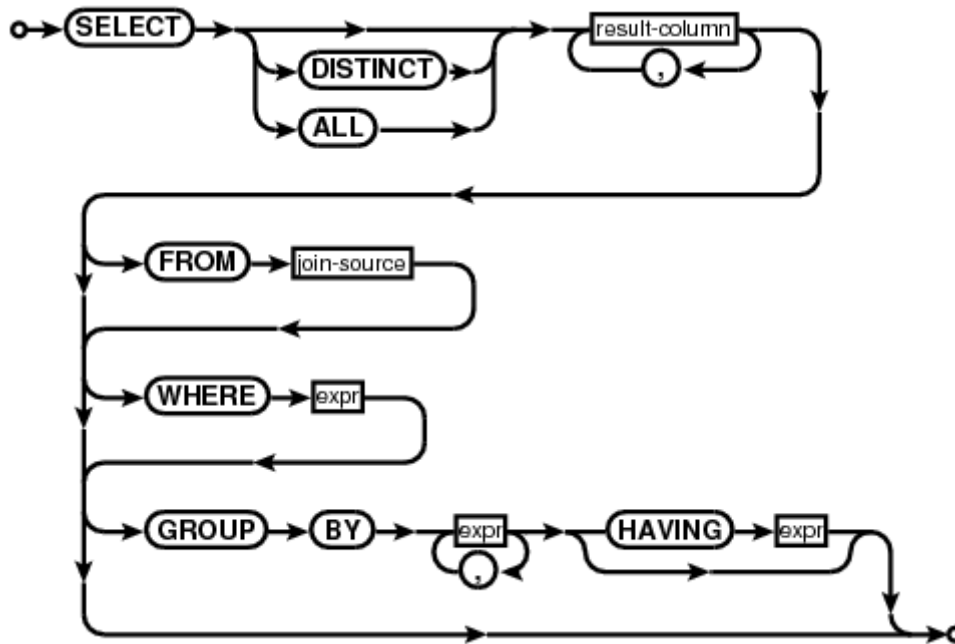 SELECT result-column
DISTINCT ,
ALL
FROM join-source
WHERE expr
GROUP BY expr HAVING expr
,